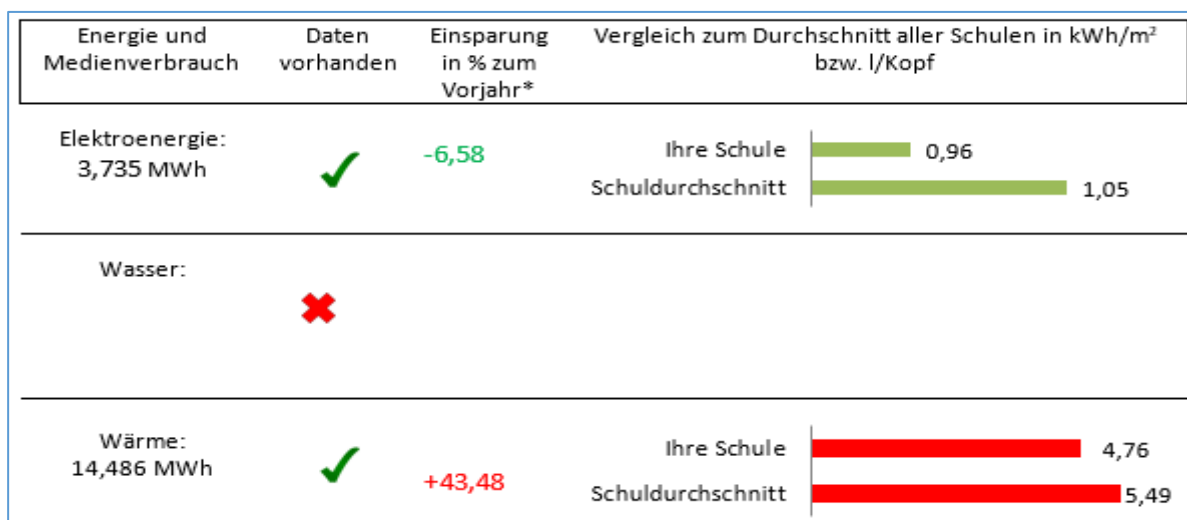 Energie und
Medienverbrauch
Daten
vorhanden
Einsparung
in % zum
Vorjahr*
Vergleich zum Durchschnitt aller Schulen in kWh/m²
bzw. l/Kopf
Elektroenergie:
3,735 MWh
-6,58
Ihre Schule
0,96
Schuldurchschnitt
1,05
Wasser:
Wärme:
14,486 MWh
+43,48
Ihre Schule
4,76
Schuldurchschnitt
5,49